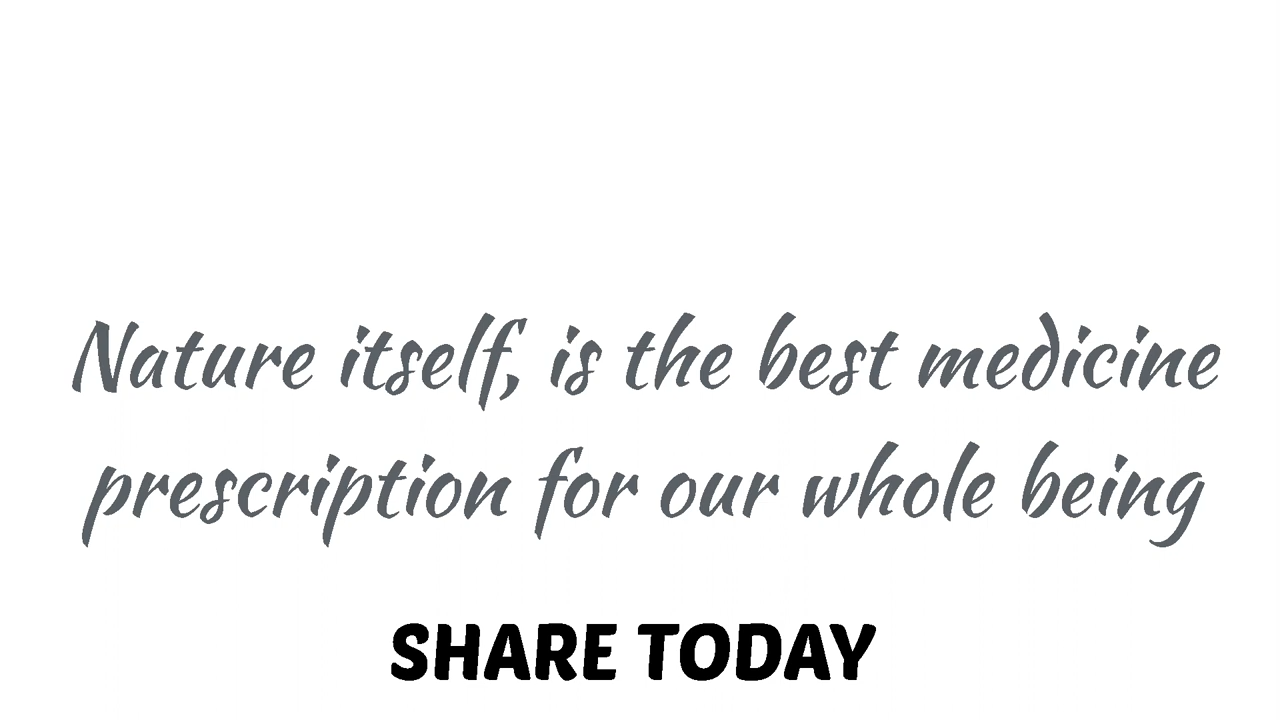 Nature itself, is the best medicine
prescription for our whole being
SHARE TODAY